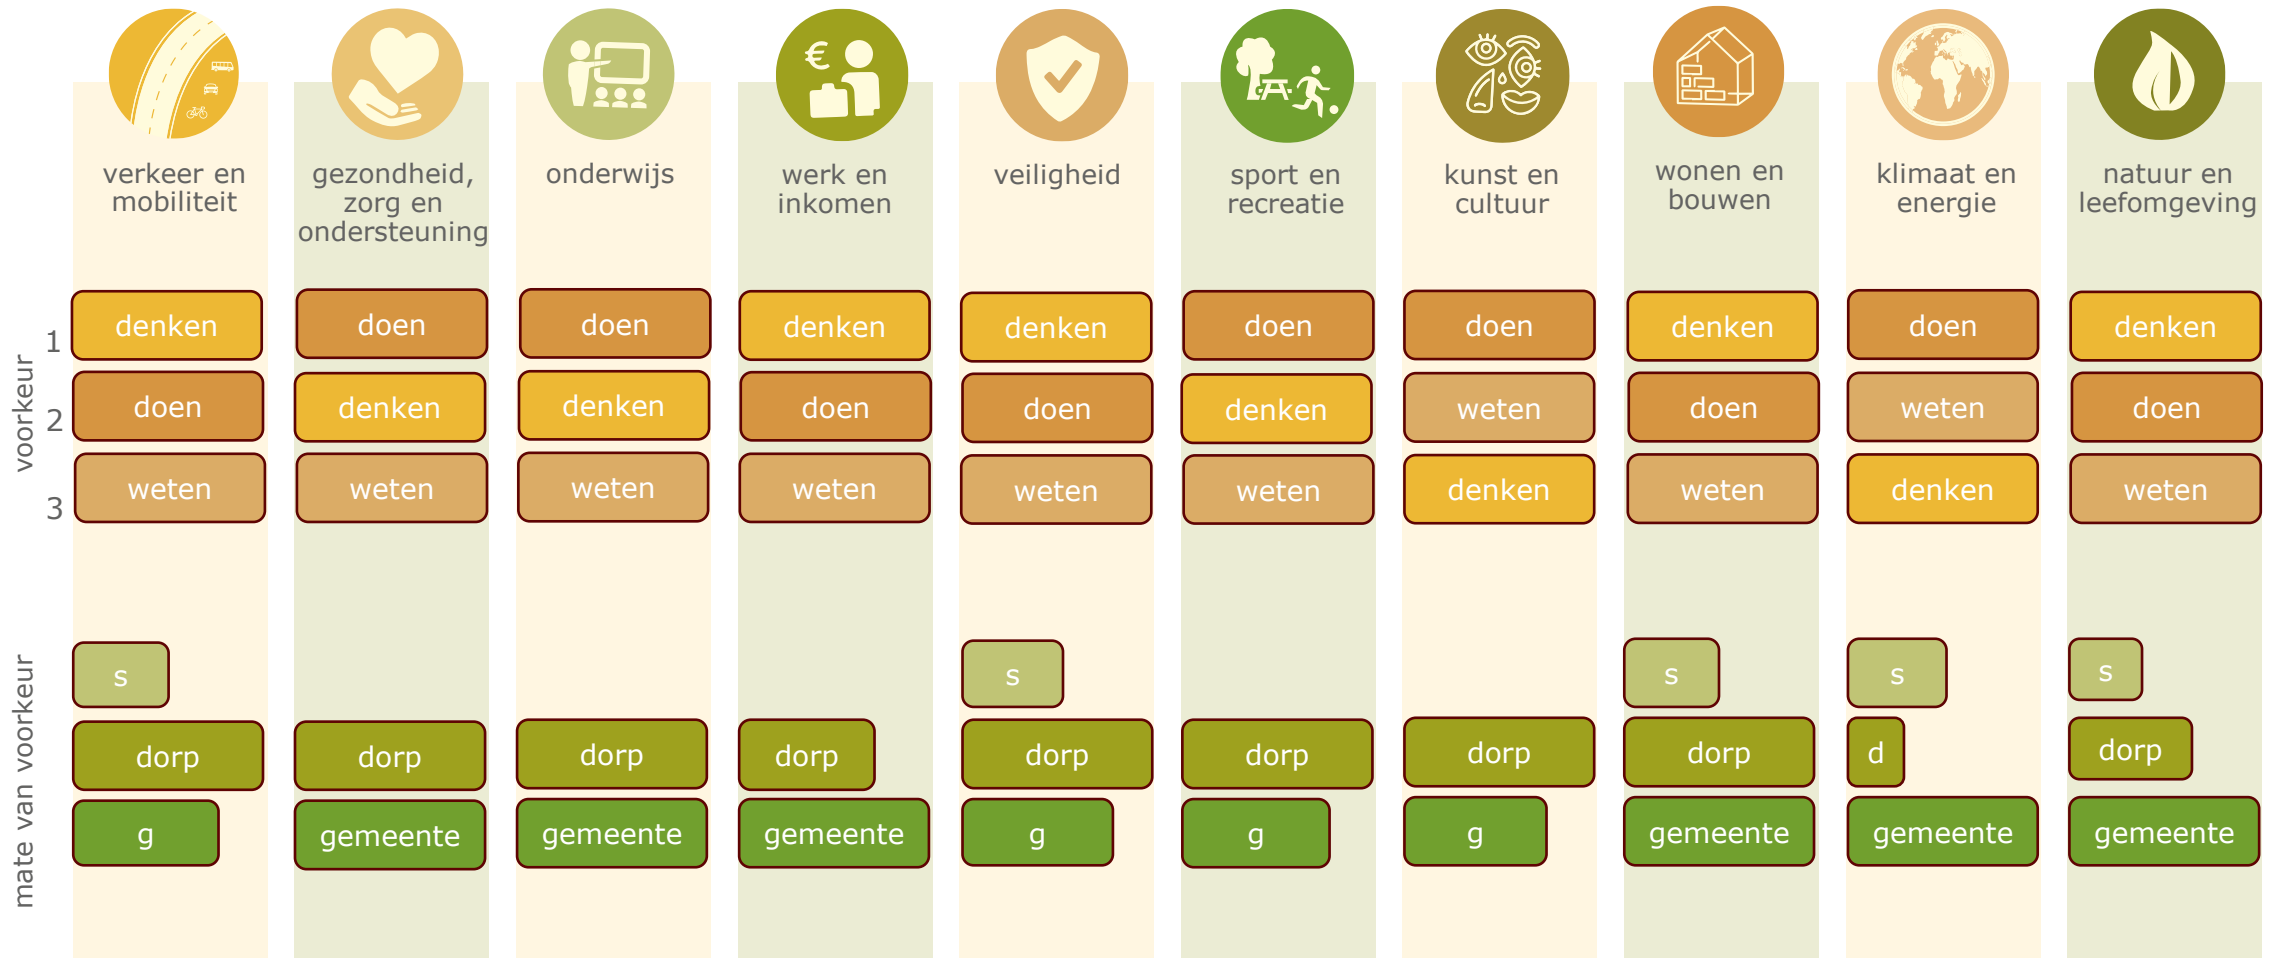 verkeer en
mobiliteit
gezondheid,
zorg en
ondersteuning
onderwijs
€
werk en
inkomen
veiligheid
sport en
recreatie
kunst en
cultuur
wonen en
bouwen
klimaat en
energie
natuur en
leefomgeving
voorkeur
1
denken
doen
doen
denken
denken
doen
doen
denken
doen
denken
2
doen
denken
denken
doen
doen
denken
weten
doen
weten
doen
3
weten
weten
weten
weten
weten
weten
denken
weten
denken
weten
mate van voorkeur
s
s
s
s
s
dorp
dorp
dorp
dorp
dorp
dorp
dorp
dorp
d
dorp
g
gemeente
gemeente
gemeente
g
g
g
gemeente
gemeente
gemeente